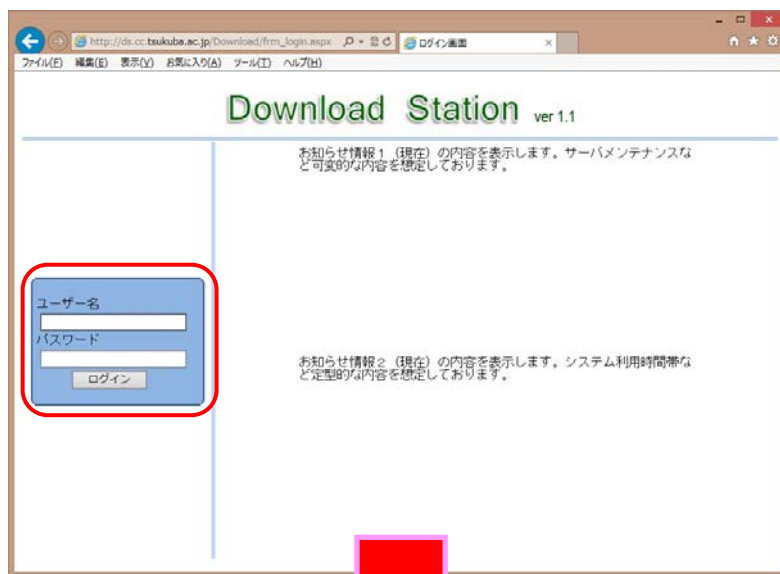 http://ds.cc.tsukuba.ac.jp/Download/frm_login.aspx
ログイン画面
ファイル(F) 編集(E) 表示(V) お気に入り(A) ツール(T) ヘルプ(H)
Download Station ver 1.1
お知らせ情報1（現在）の内容を表示します。サーバメンテナンスな
ど可変的な内容を想定しております。
ユーザー名
パスワード
ログイン
お知らせ情報2（現在）の内容を表示します。システム利用時間帯な
ど定型的な内容を想定しております。